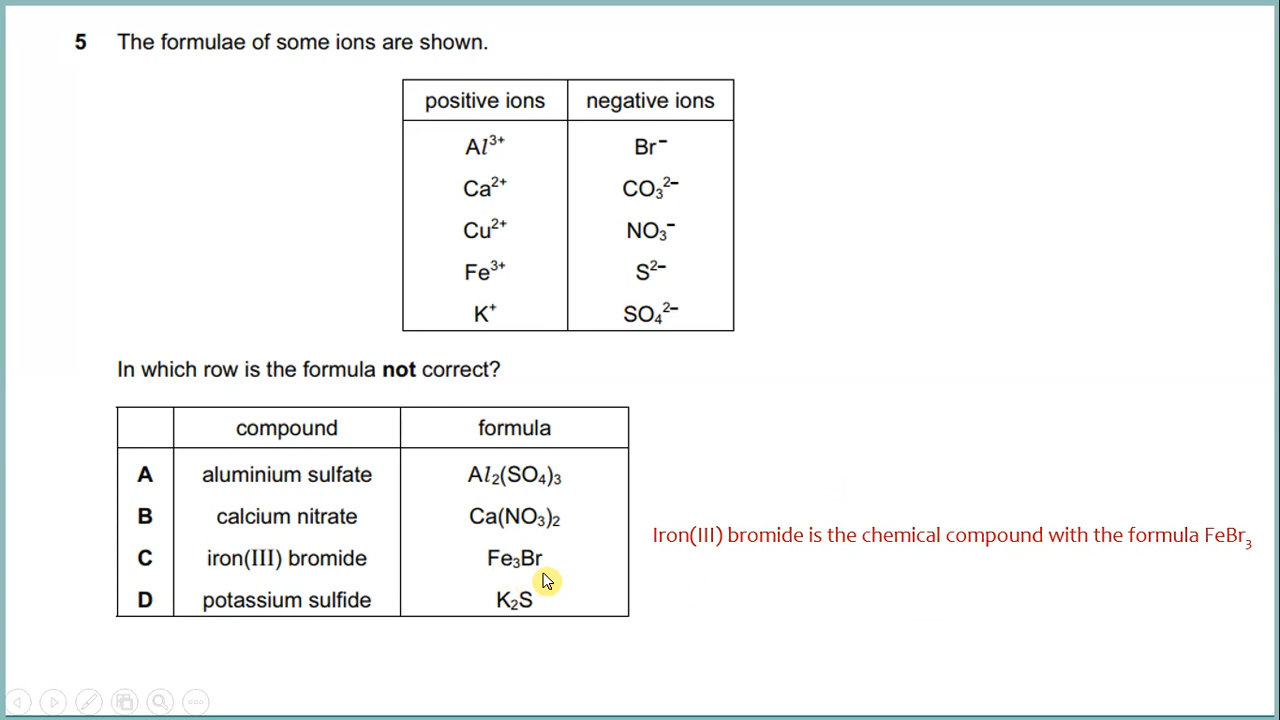 5 The formulae of some ions are shown.
positive ions negative ions
Al³⁺ Br⁻
Ca²⁺ CO₃²⁻
Cu²⁺ NO₃⁻
Fe³⁺ S²⁻
K⁺ SO₄²⁻
In which row is the formula not correct?
compound formula
A aluminium sulfate Al₂(SO₄)₃
B calcium nitrate Ca(NO₃)₂
Iron(III) bromide is the chemical compound with the formula FeBr₃
C iron(III) bromide Fe₃Br
D potassium sulfide K₂S